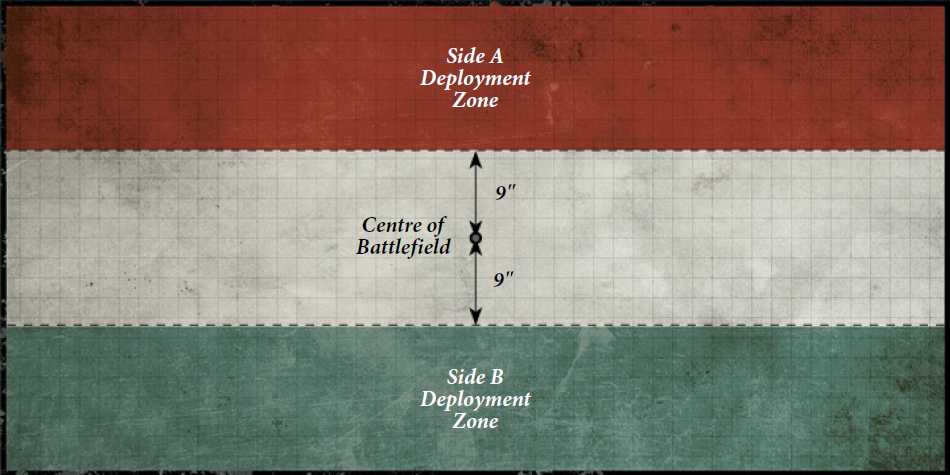 Side A
Deployment
Zone
9″
Centre of
Battlefield
9″
Side B
Deployment
Zone